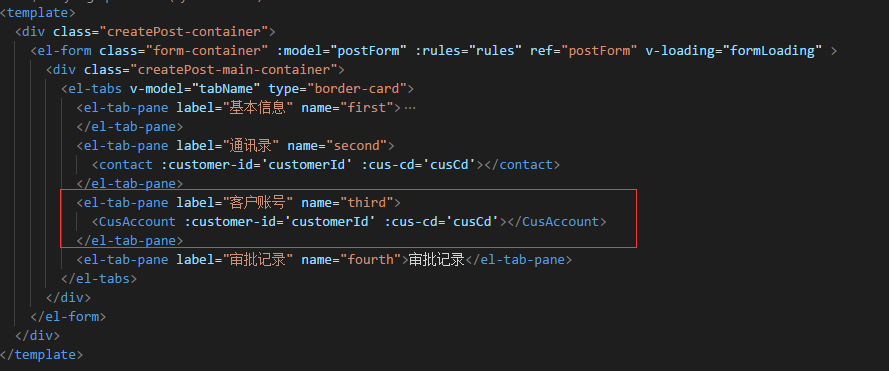 <template>
<div class="createPost-container">
<el-form class="form-container" :model="postForm" :rules="rules" ref="postForm" v-loading="formLoading" >
<div class="createPost-main-container">
<el-tabs v-model="tabName" type="border-card">
<el-tab-pane label="基本信息" name="first">…
</el-tab-pane>
<el-tab-pane label="通讯录" name="second">
<contact :customer-id='customerId' :cus-cd='cusCd'></contact>
</el-tab-pane>
<el-tab-pane label="客户账号" name="third">
<CusAccount :customer-id='customerId' :cus-cd='cusCd'></CusAccount>
</el-tab-pane>
<el-tab-pane label="审批记录" name="fourth">审批记录</el-tab-pane>
</el-tabs>
</div>
</el-form>
</div>
</template>